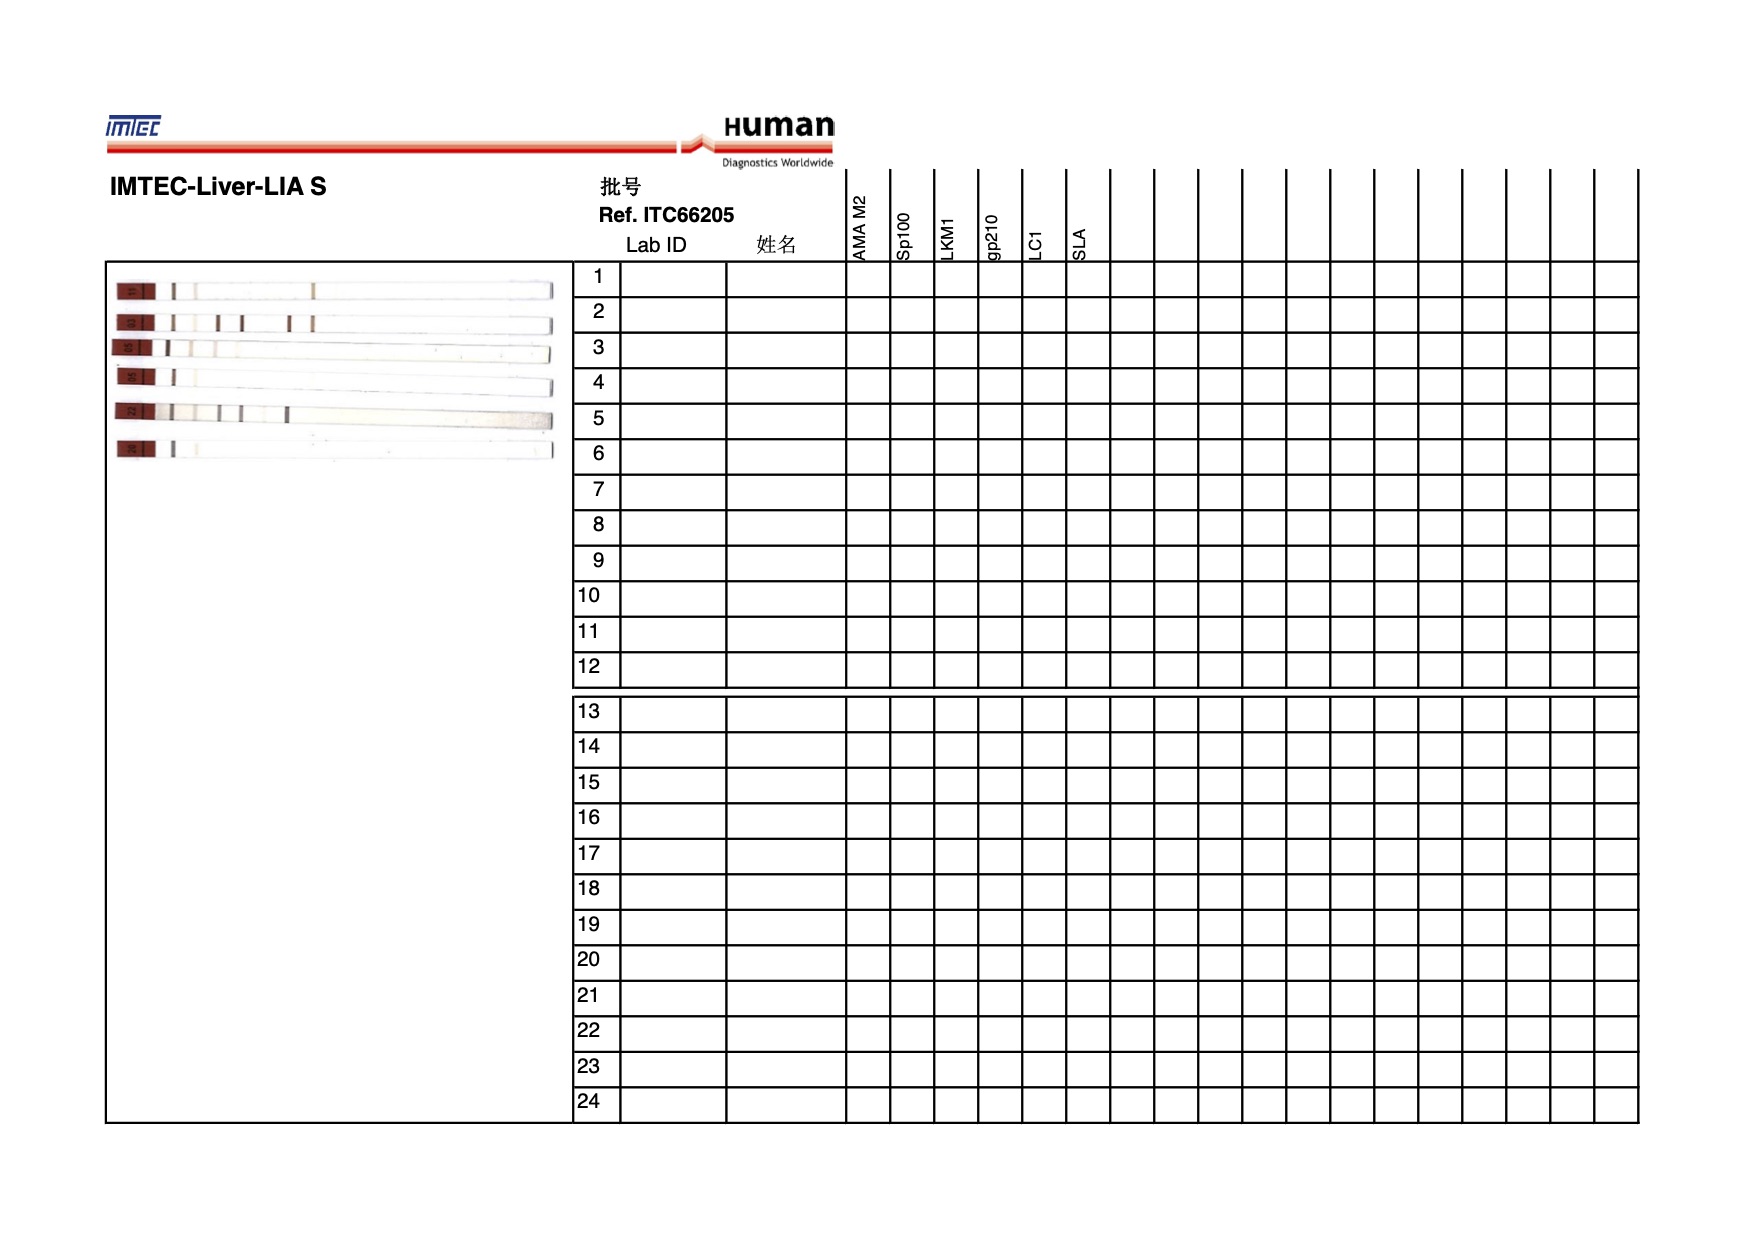 imtec
Human
Diagnostics Worldwide
IMTEC-Liver-LIA S
批号
Ref. ITC66205
Lab ID 姓名
AMA M2
Sp100
LKM1
gp210
LC1
SLA
1
2
3
4
5
6
7
8
9
10
11
12
13
14
15
16
17
18
19
20
21
22
23
24